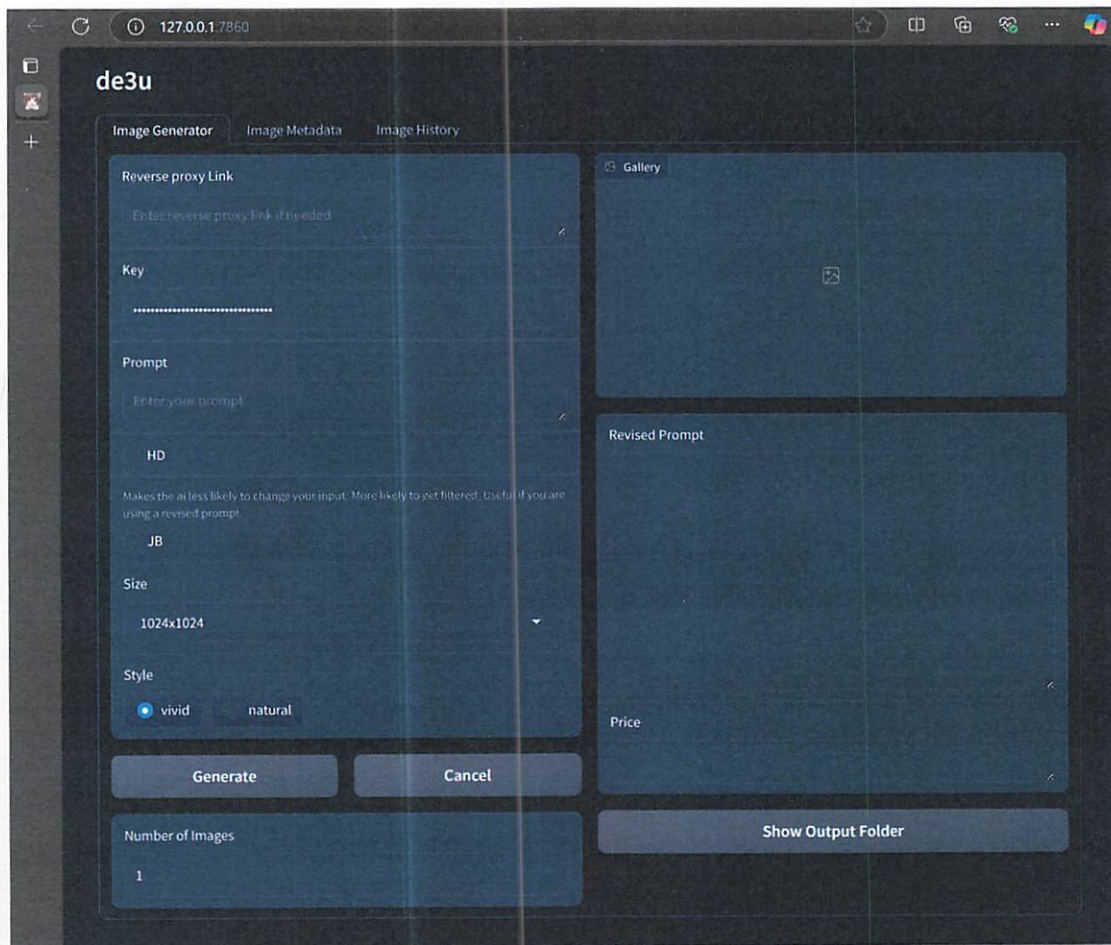 127.0.0.1:7860
de3u
Image Generator
Image Metadata
Image History
Reverse proxy Link
Enter reverse proxy link if needed
Key
Prompt
Enter your prompt
HD
Makes the ai less likely to change your input. More likely to get filtered. Useful if you are
using a revised prompt.
JB
Size
1024x1024
Style
vivid
natural
Generate
Cancel
Number of Images
1
Gallery
Revised Prompt
Price
Show Output Folder